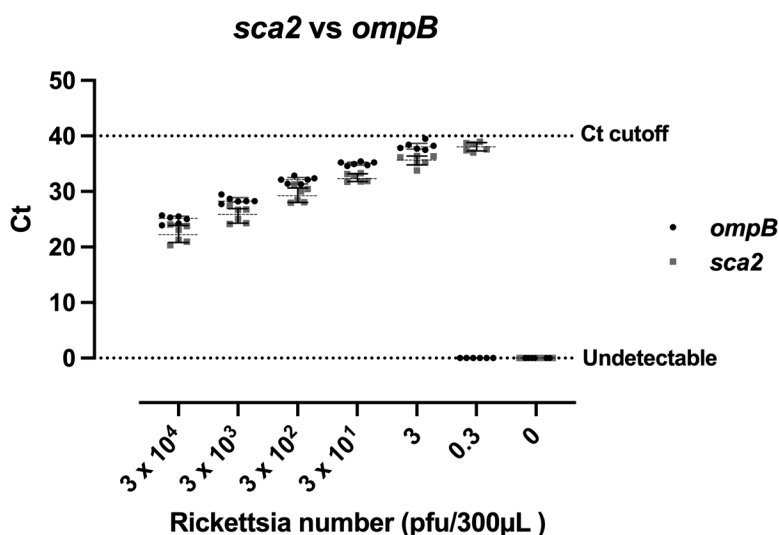 sca2 vs ompB
50
40
30
20
10
0
Ct
Ct cutoff
Undetectable
ompB
sca2
3 x 10⁴
3 x 10³
3 x 10²
3 x 10¹
3
0.3
0
Rickettsia number (pfu/300µL )